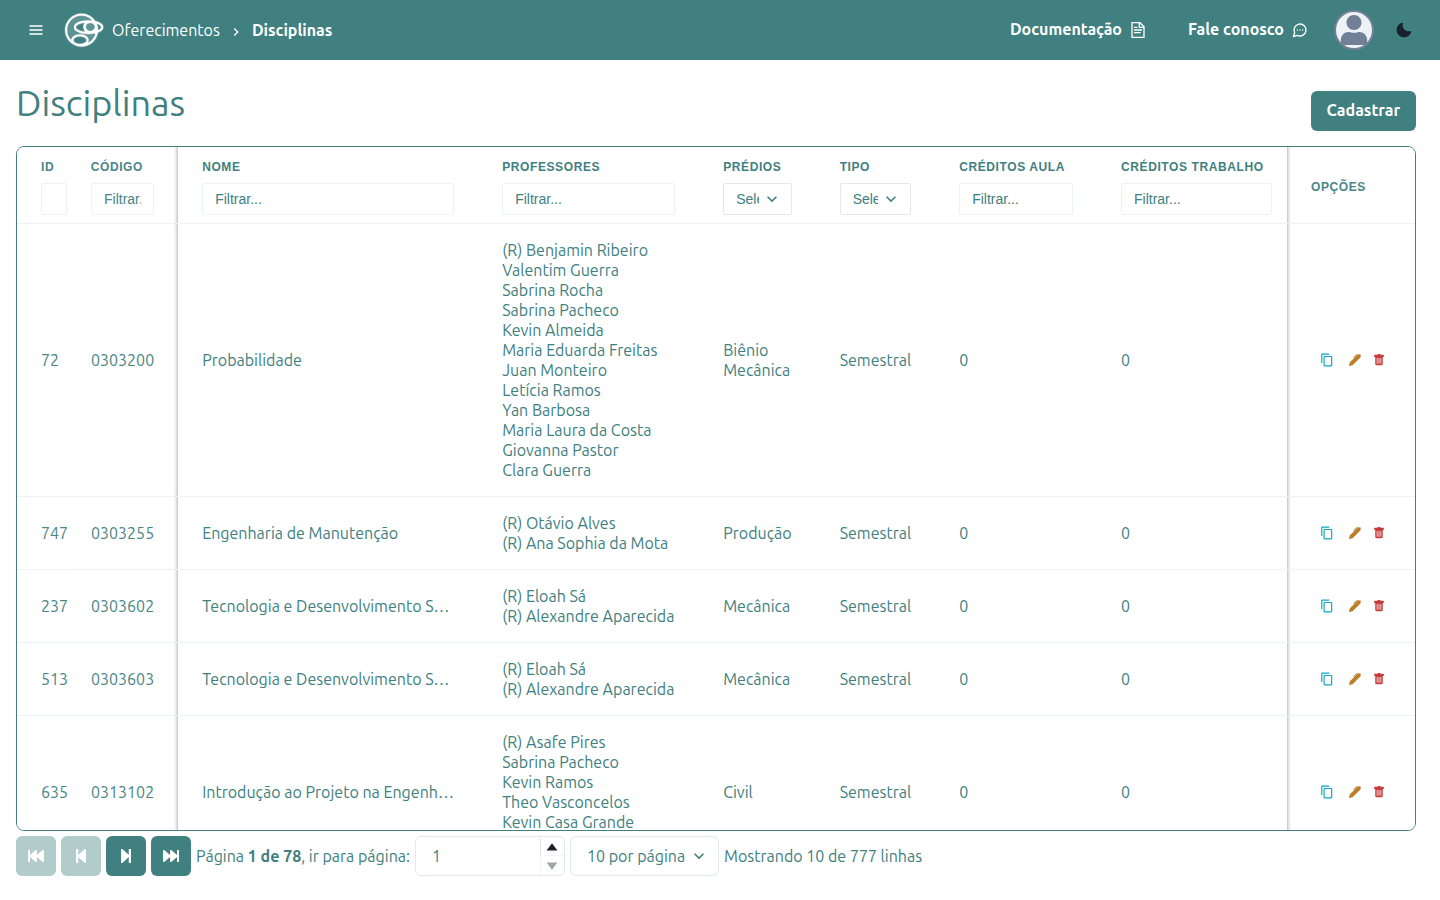 Oferecimentos › Disciplinas
Documentação
Fale conosco
Disciplinas
Cadastrar
ID CÓDIGO NOME PROFESSORES PRÉDIOS TIPO CRÉDITOS AULA CRÉDITOS TRABALHO OPÇÕES
Filtrar. Filtrar... Filtrar... Sele Sele Filtrar... Filtrar...
(R) Benjamin Ribeiro
Valentim Guerra
Sabrina Rocha
Sabrina Pacheco
Kevin Almeida
Maria Eduarda Freitas
Juan Monteiro
Letícia Ramos
Yan Barbosa
Maria Laura da Costa
Giovanna Pastor
Clara Guerra
72 0303200 Probabilidade
Biênio
Mecânica
Semestral 0 0
747 0303255 Engenharia de Manutenção
(R) Otávio Alves
(R) Ana Sophia da Mota
Produção Semestral 0 0
237 0303602 Tecnologia e Desenvolvimento S...
(R) Eloah Sá
(R) Alexandre Aparecida
Mecânica Semestral 0 0
513 0303603 Tecnologia e Desenvolvimento S...
(R) Eloah Sá
(R) Alexandre Aparecida
Mecânica Semestral 0 0
635 0313102 Introdução ao Projeto na Engenh...
(R) Asafe Pires
Sabrina Pacheco
Kevin Ramos
Theo Vasconcelos
Kevin Casa Grande
Civil Semestral 0 0
Página 1 de 78, ir para página: 1 10 por página Mostrando 10 de 777 linhas